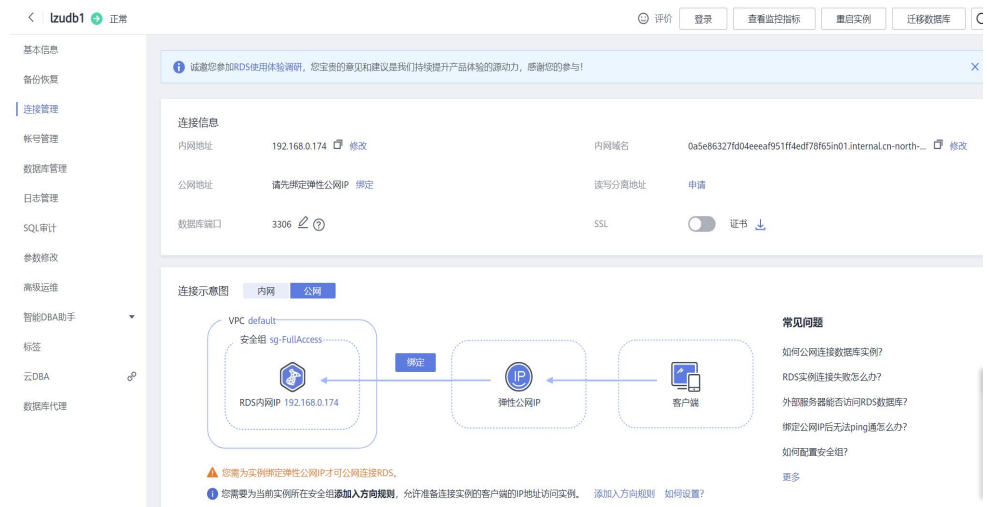 lzudb1 正常 评价 登录 查看监控指标 重启实例 迁移数据库
基本信息
备份恢复
连接管理
帐号管理
数据库管理
日志管理
SQL审计
参数修改
高级运维
智能DBA助手
标签
云DBA
数据库代理
诚邀您参加RDS使用体验调研，您宝贵的意见和建议是我们持续提升产品体验的源动力，感谢您的参与!
连接信息
内网地址 192.168.0.174 修改 内网域名 0a5e86327fd04eeeaf951ff4edf78f65in01.internal.cn-north-... 修改
公网地址 请先绑定弹性公网IP 绑定 读写分离地址 申请
数据库端口 3306 SSL 证书
连接示意图 内网 公网
VPC default
安全组 sg-FullAccess
绑定
IP
RDS内网IP 192.168.0.174
弹性公网IP
客户端
您需为实例绑定弹性公网IP才可公网连接RDS。
您需要为当前实例所在安全组添加入方向规则，允许准备连接实例的客户端的IP地址访问实例。 添加入方向规则 如何设置?
常见问题
如何公网连接数据库实例?
RDS实例连接失败怎么办?
外部服务器能否访问RDS数据库?
绑定公网IP后无法ping通怎么办?
如何配置安全组?
更多